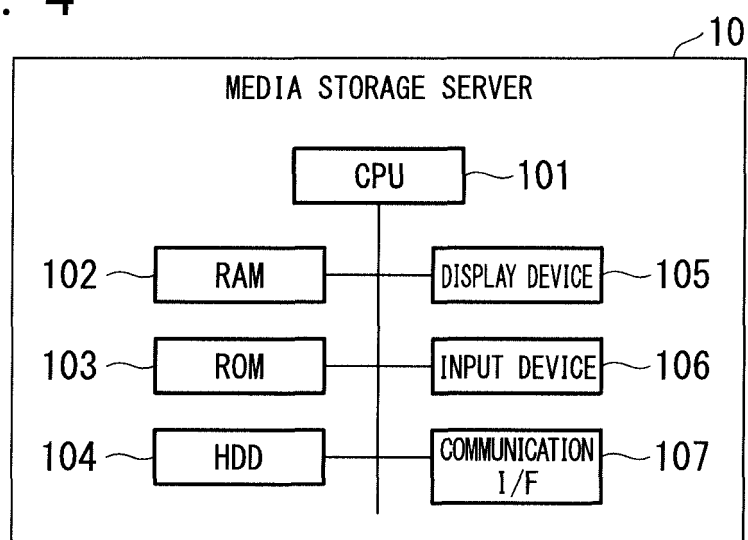 . 4
10
MEDIA STORAGE SERVER
CPU 101
102 RAM DISPLAY DEVICE 105
103 ROM INPUT DEVICE 106
104 HDD COMMUNICATION I/F 107